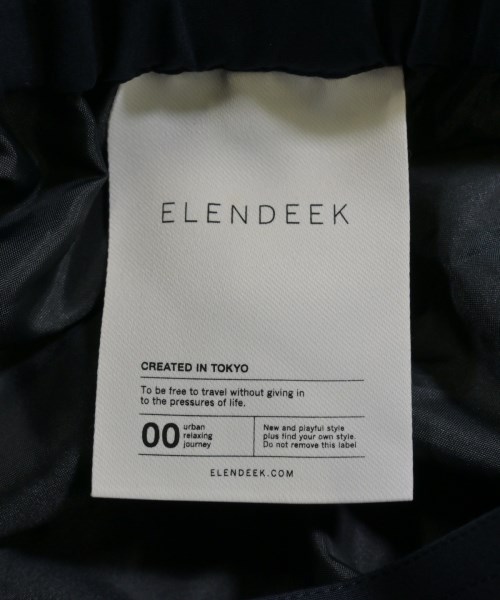 ELENDEEK
CREATED IN TOKYO
To be free to travel without giving in
to the pressures of life.
00
urban
relaxing
journey
New and playful style
plus find your own style.
Do not remove this label
ELENDEEK.COM